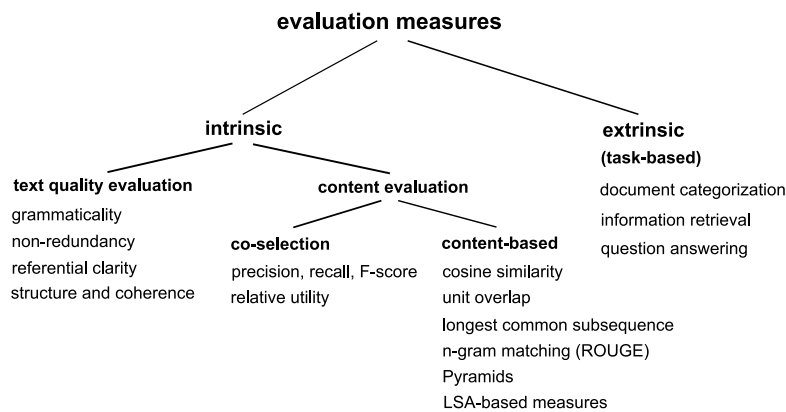 evaluation measures
intrinsic
extrinsic
(task-based)
text quality evaluation
grammaticality
non-redundancy
referential clarity
structure and coherence
content evaluation
co-selection
precision, recall, F-score
relative utility
content-based
cosine similarity
unit overlap
longest common subsequence
n-gram matching (ROUGE)
Pyramids
LSA-based measures
document categorization
information retrieval
question answering